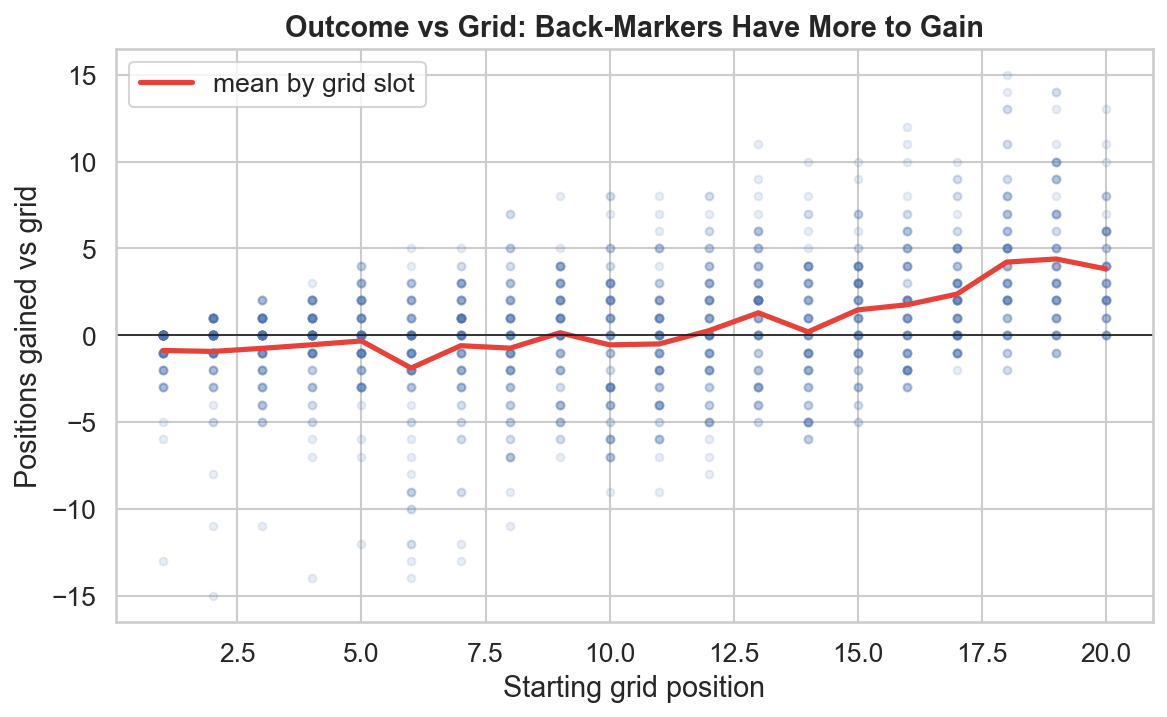 Outcome vs Grid: Back-Markers Have More to Gain
mean by grid slot
Positions gained vs grid
15
10
5
0
−5
−10
−15
2.5 5.0 7.5 10.0 12.5 15.0 17.5 20.0
Starting grid position